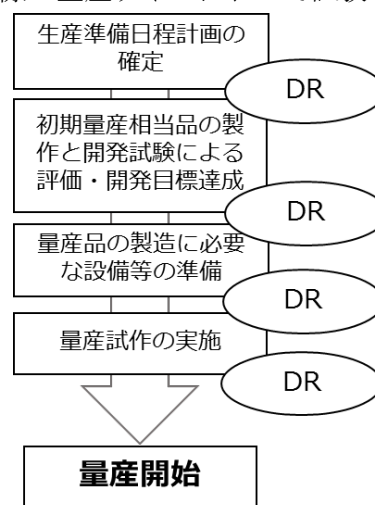 生産準備日程計画の
確定
DR
初期量産相当品の製
作と開発試験による
評価・開発目標達成
DR
量産品の製造に必要
な設備等の準備
DR
量産試作の実施
DR
量産開始